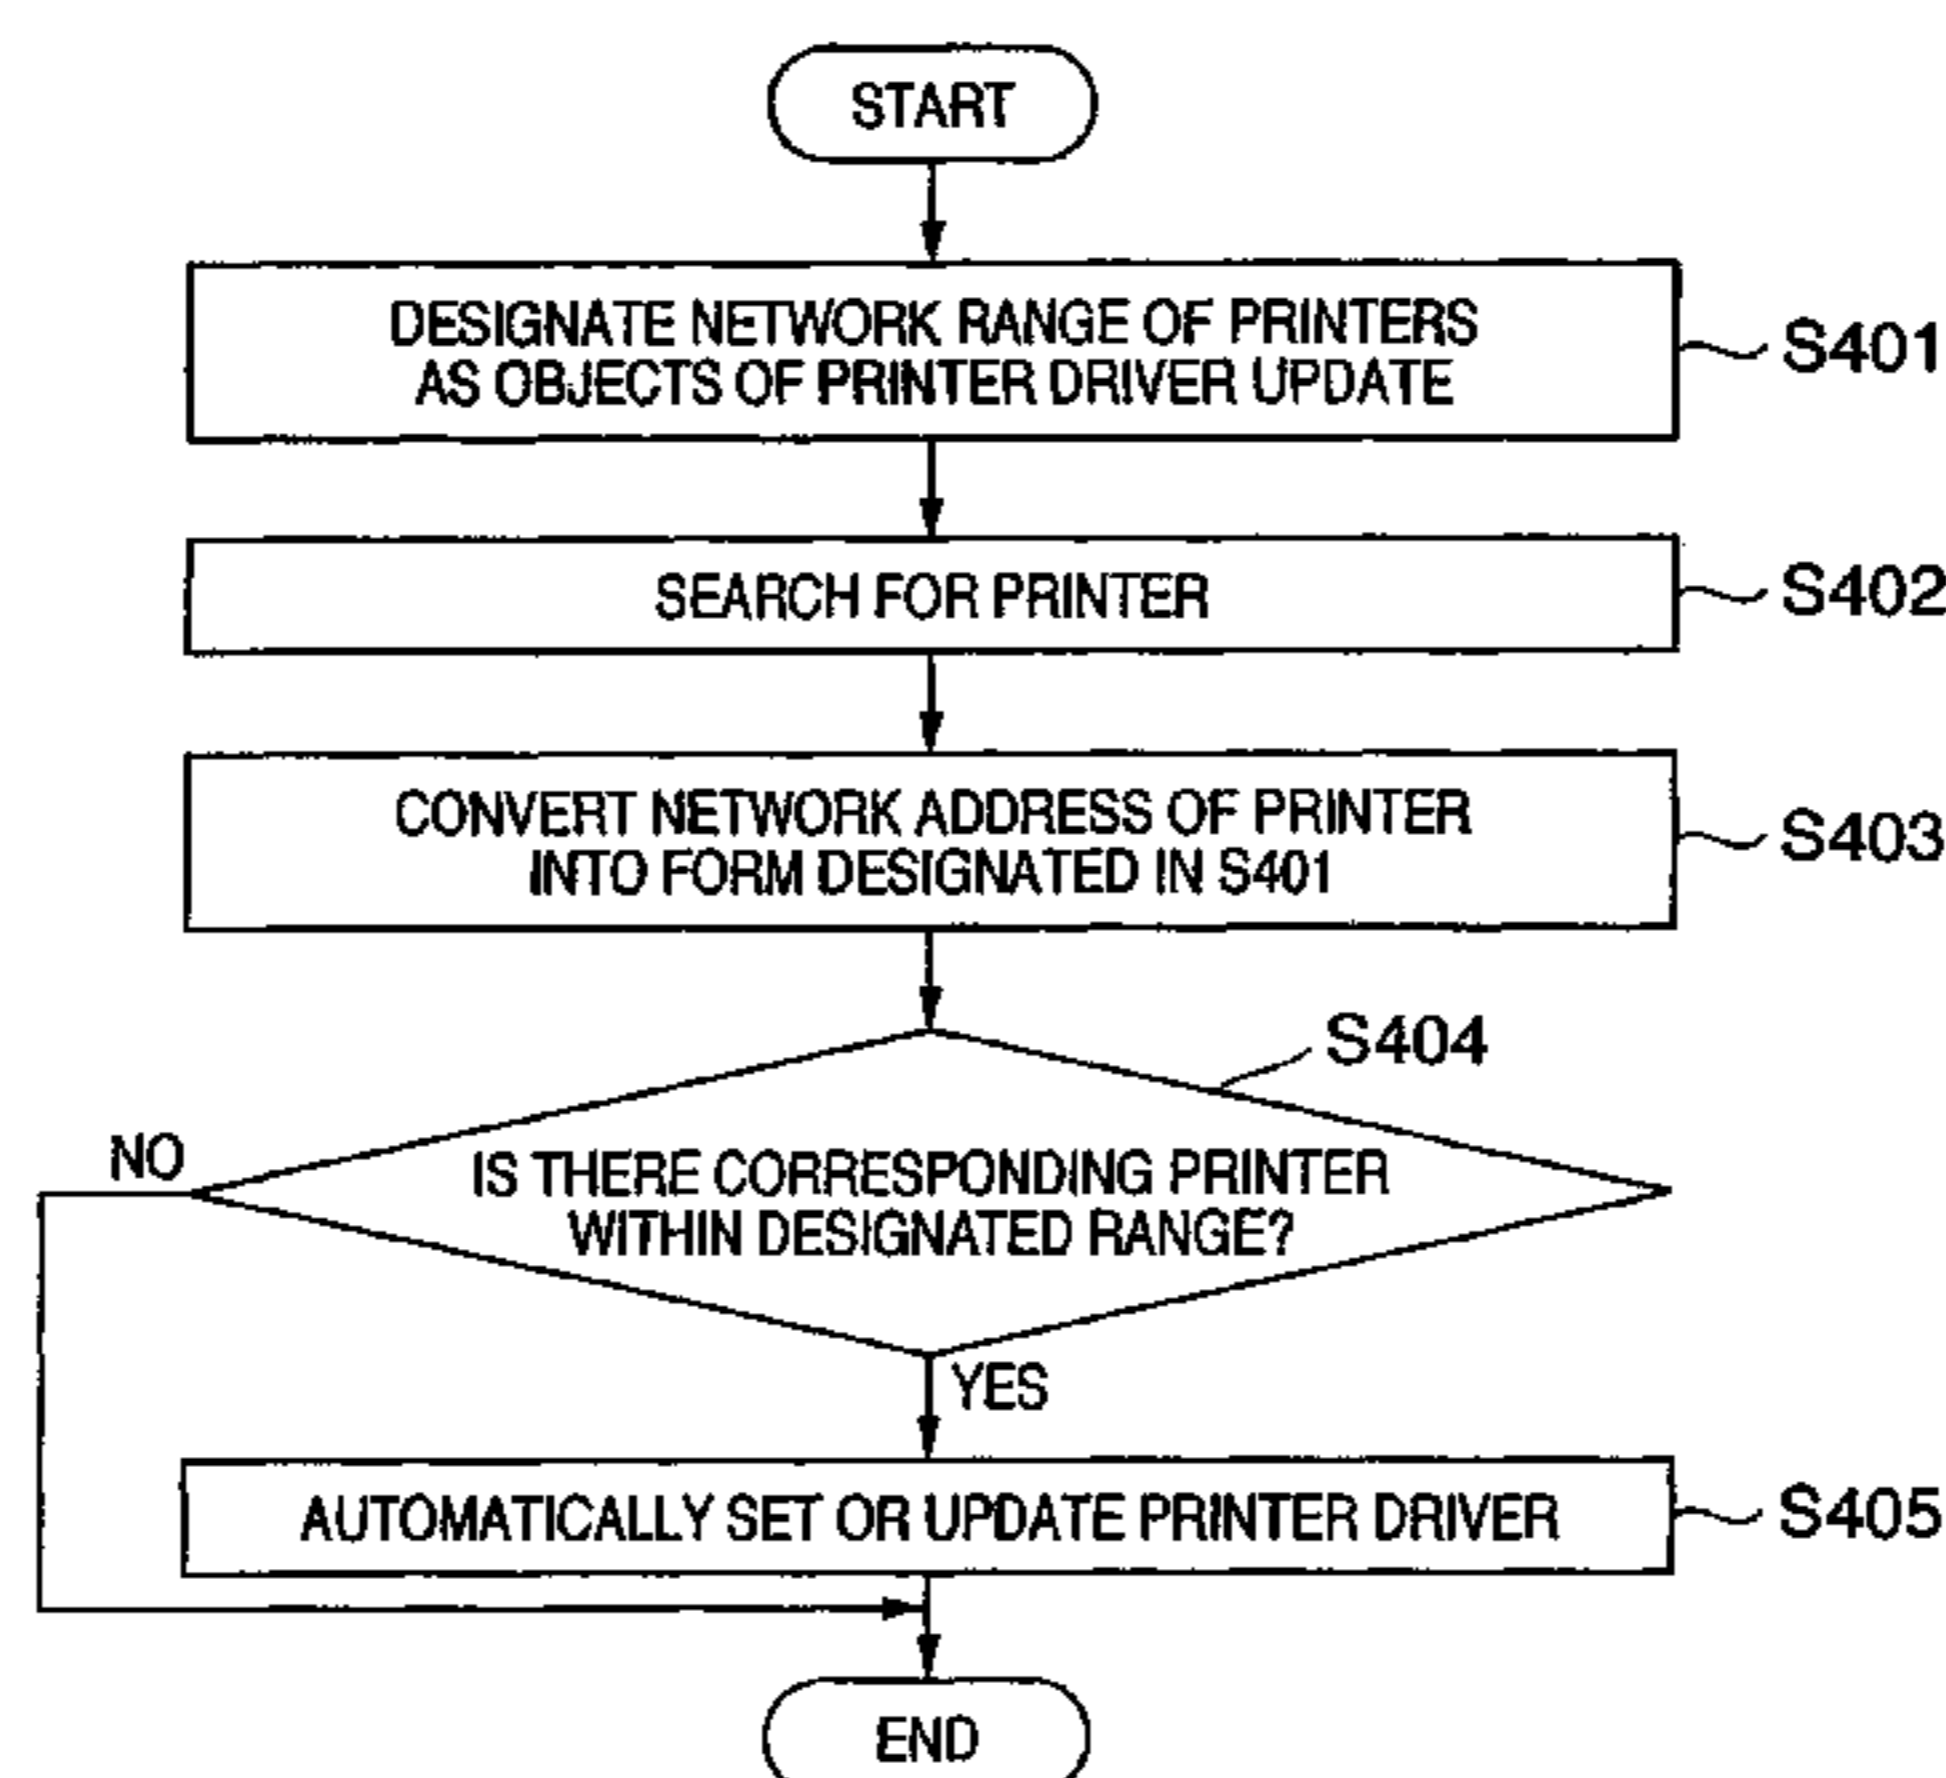 START
DESIGNATE NETWORK RANGE OF PRINTERS
AS OBJECTS OF PRINTER DRIVER UPDATE
S401
SEARCH FOR PRINTER
S402
CONVERT NETWORK ADDRESS OF PRINTER
INTO FORM DESIGNATED IN S401
S403
S404
NO
IS THERE CORRESPONDING PRINTER
WITHIN DESIGNATED RANGE?
YES
AUTOMATICALLY SET OR UPDATE PRINTER DRIVER
S405
END